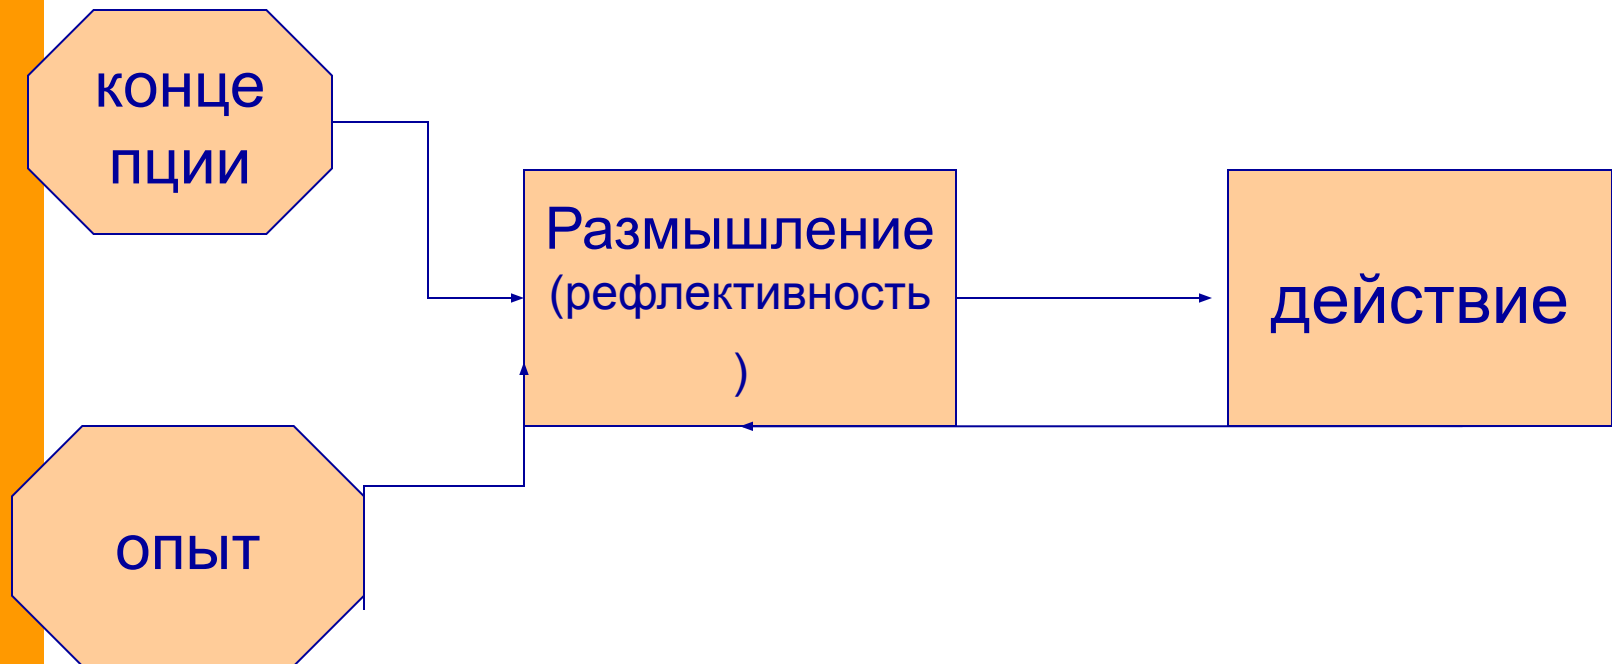 конце
пции
Размышление
(рефлективность
)
действие
опыт